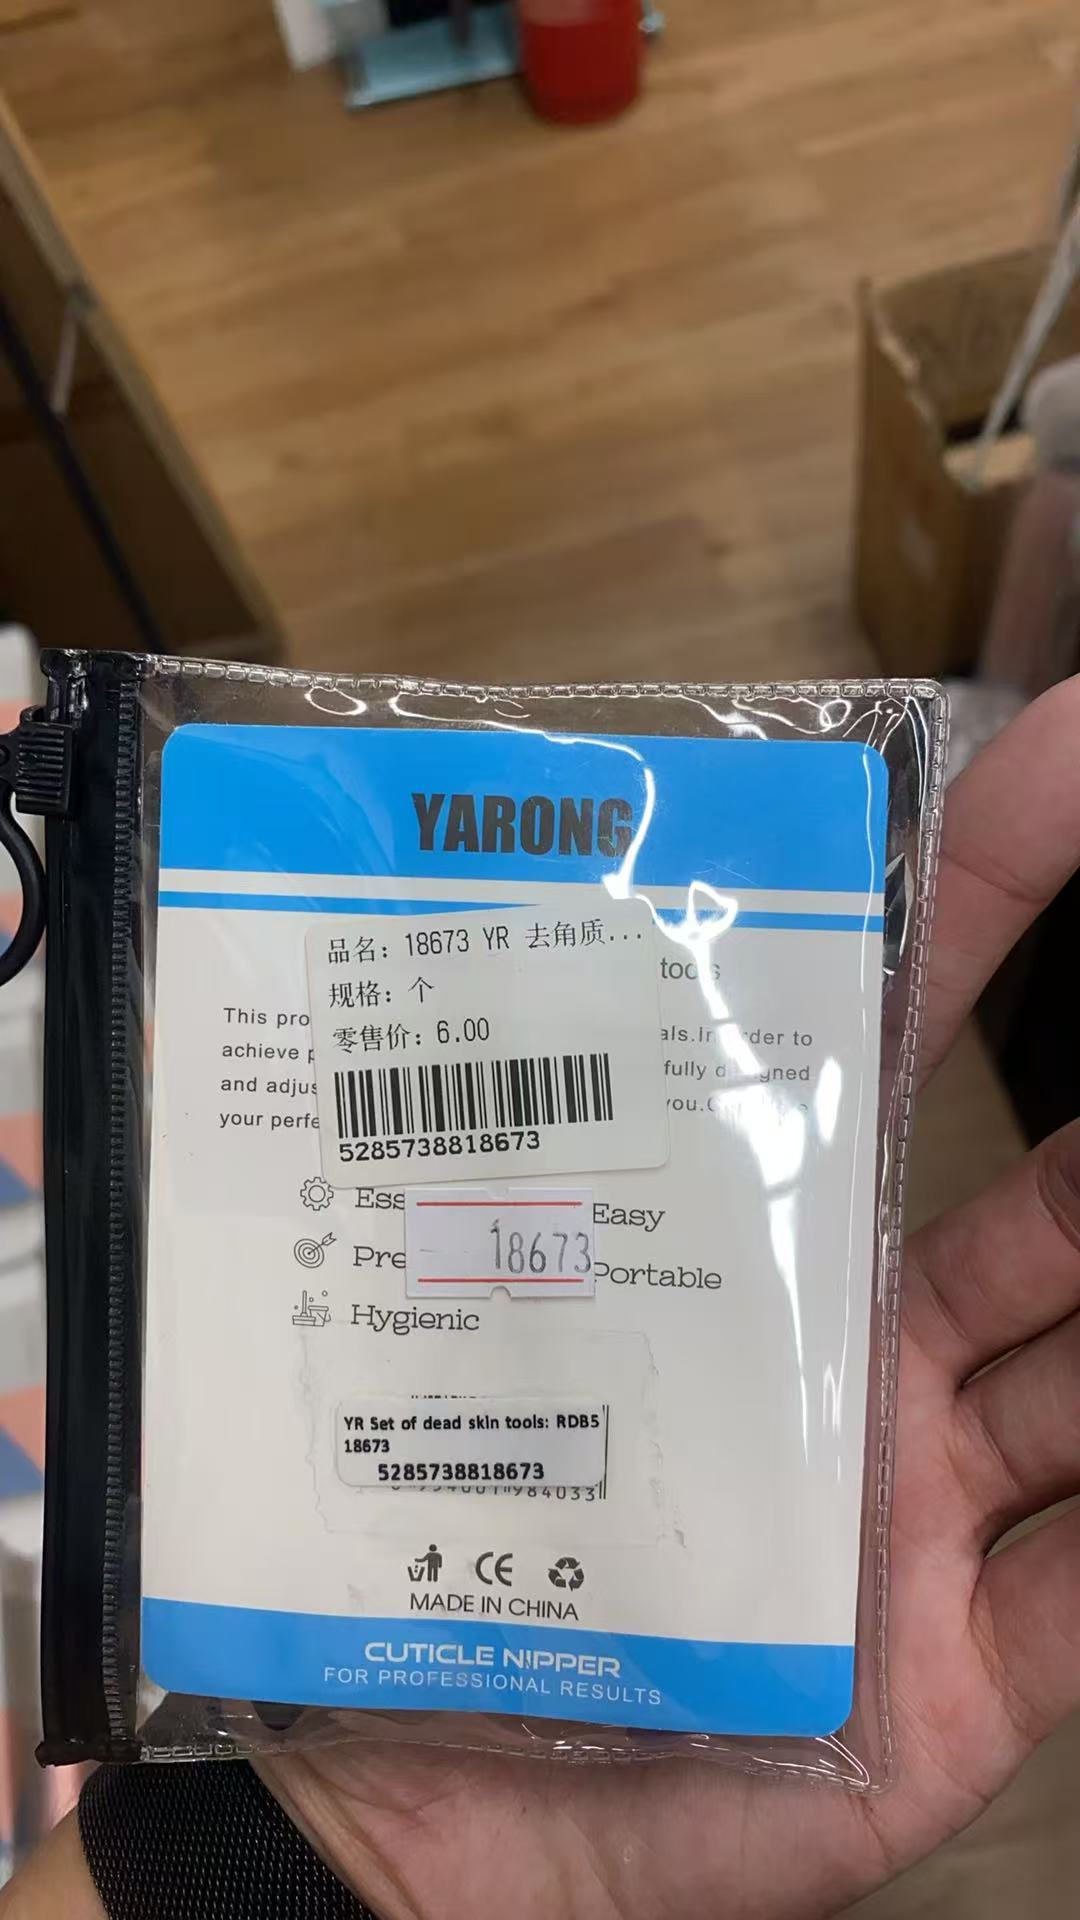 YARONG
品名：18673 YR 去角质...
规格：个
零售价：6.00
5285738818673
tools
This pro
als.In order to
achieve p
fully designed
and adjus
you.
your perfe
Ess
Easy
18673
Pre
Portable
Hygienic
YR Set of dead skin tools: RDB5
18673
5285738818673
984033
CE
MADE IN CHINA
CUTICLE NIPPER
FOR PROFESSIONAL RESULTS